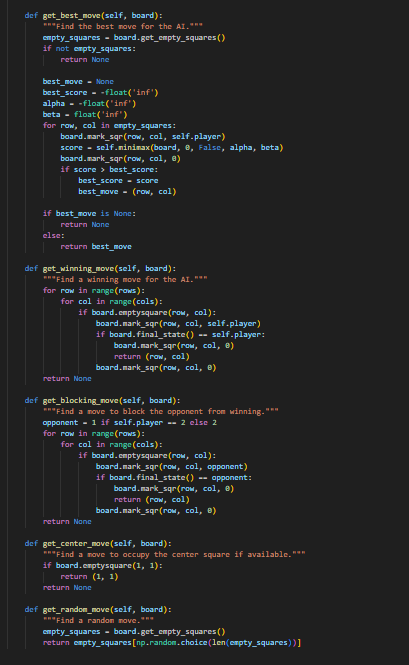 def get_best_move(self, board):
    """Find the best move for the AI."""
    empty_squares = board.get_empty_squares()
    if not empty_squares:
        return None

    best_move = None
    best_score = -float('inf')
    alpha = -float('inf')
    beta = float('inf')
    for row, col in empty_squares:
        board.mark_sqr(row, col, self.player)
        score = self.minimax(board, 0, False, alpha, beta)
        board.mark_sqr(row, col, 0)
        if score > best_score:
            best_score = score
            best_move = (row, col)

    if best_move is None:
        return None
    else:
        return best_move

def get_winning_move(self, board):
    """Find a winning move for the AI."""
    for row in range(rows):
        for col in range(cols):
            if board.emptysquare(row, col):
                board.mark_sqr(row, col, self.player)
                if board.final_state() == self.player:
                    board.mark_sqr(row, col, 0)
                    return (row, col)
                board.mark_sqr(row, col, 0)
    return None

def get_blocking_move(self, board):
    """Find a move to block the opponent from winning."""
    opponent = 1 if self.player == 2 else 2
    for row in range(rows):
        for col in range(cols):
            if board.emptysquare(row, col):
                board.mark_sqr(row, col, opponent)
                if board.final_state() == opponent:
                    board.mark_sqr(row, col, 0)
                    return (row, col)
                board.mark_sqr(row, col, 0)
    return None

def get_center_move(self, board):
    """Find a move to occupy the center square if available."""
    if board.emptysquare(1, 1):
        return (1, 1)
    return None

def get_random_move(self, board):
    """Find a random move."""
    empty_squares = board.get_empty_squares()
    return empty_squares[np.random.choice(len(empty_squares))]